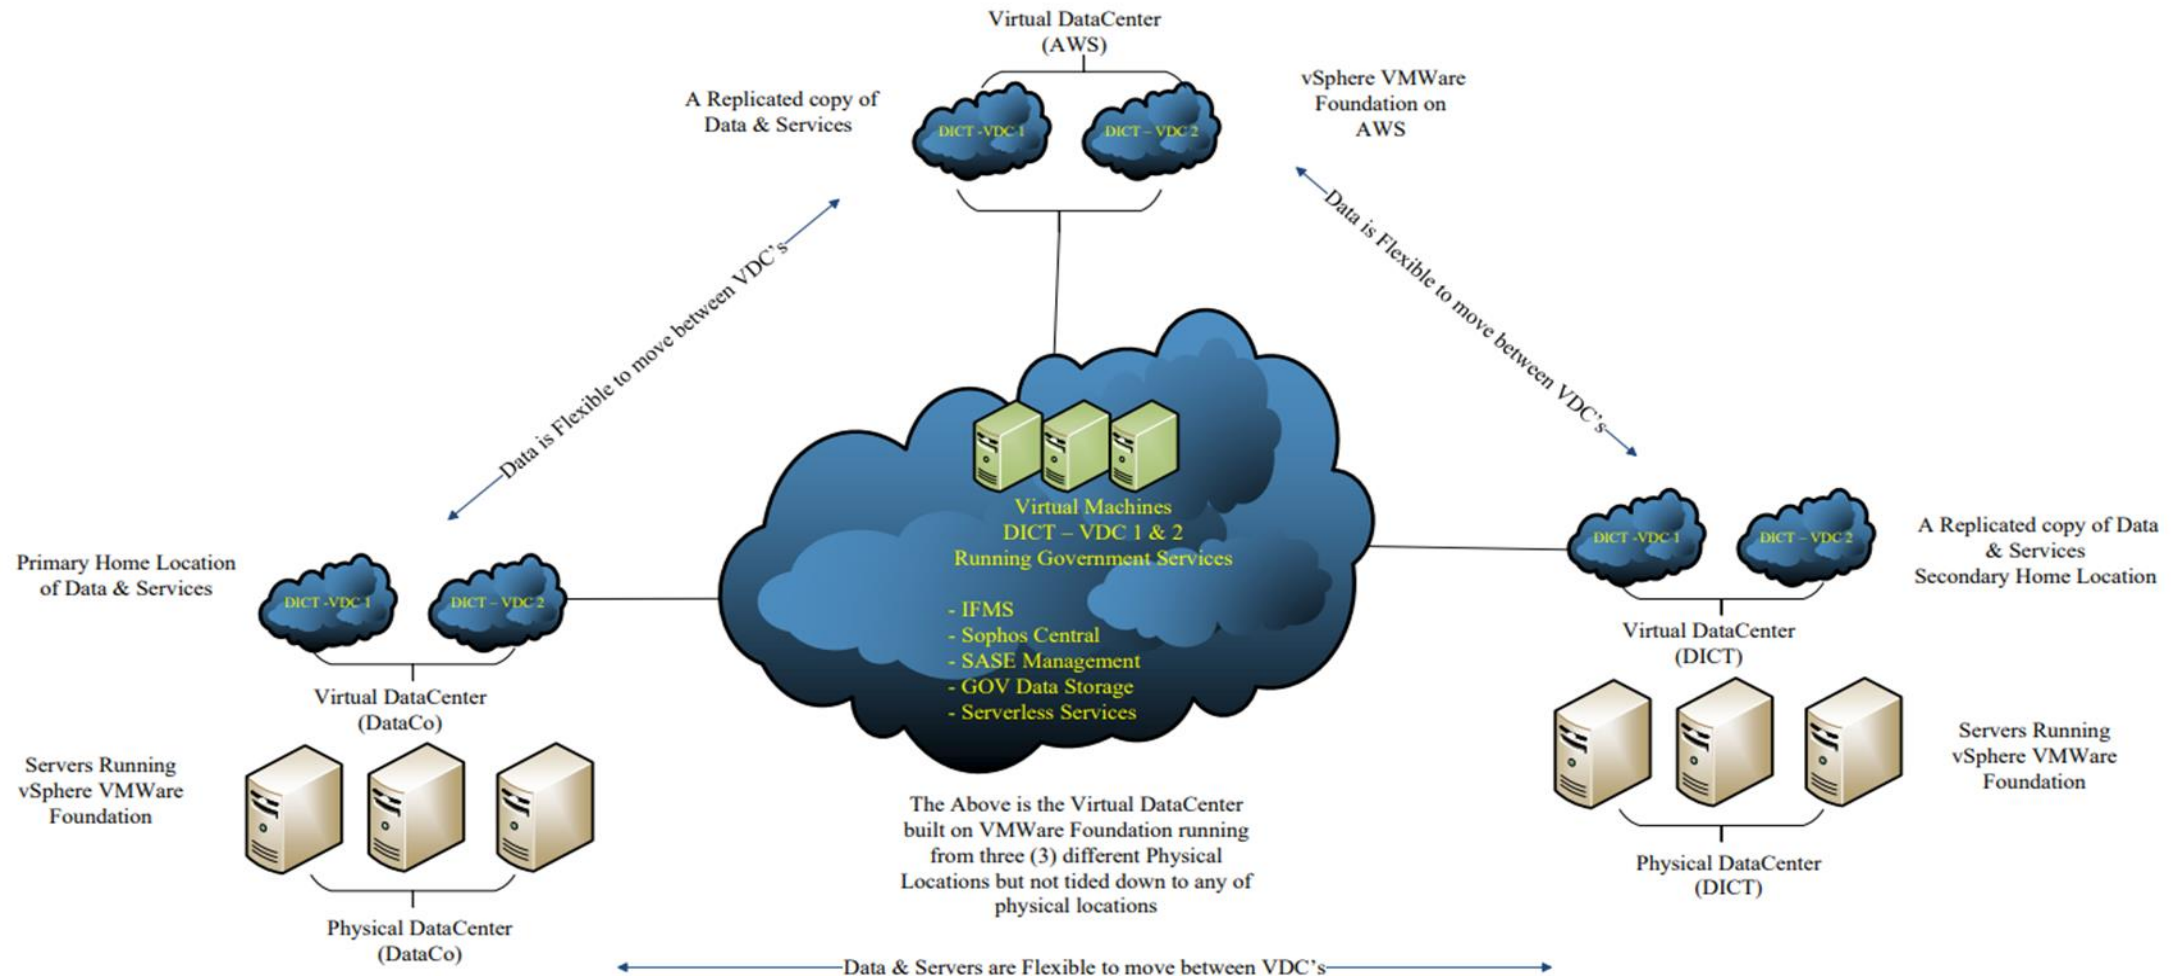 Virtual DataCenter
(AWS)
A Replicated copy of
Data & Services
DICT -VDC 1
DICT – VDC 2
vSphere VMWare
Foundation on
AWS
Data is Flexible to move between VDC's
Data is Flexible to move between VDC's
Virtual Machines
DICT – VDC 1 & 2
Running Government Services
- IFMS
- Sophos Central
- SASE Management
- GOV Data Storage
- Serverless Services
Primary Home Location
of Data & Services
DICT -VDC 1
DICT – VDC 2
Virtual DataCenter
(DataCo)
Servers Running
vSphere VMWare
Foundation
Physical DataCenter
(DataCo)
DICT -VDC 1
DICT – VDC 2
A Replicated copy of Data
& Services
Secondary Home Location
Virtual DataCenter
(DICT)
Servers Running
vSphere VMWare
Foundation
Physical DataCenter
(DICT)
The Above is the Virtual DataCenter
built on VMWare Foundation running
from three (3) different Physical
Locations but not tided down to any of
physical locations
Data & Servers are Flexible to move between VDC's